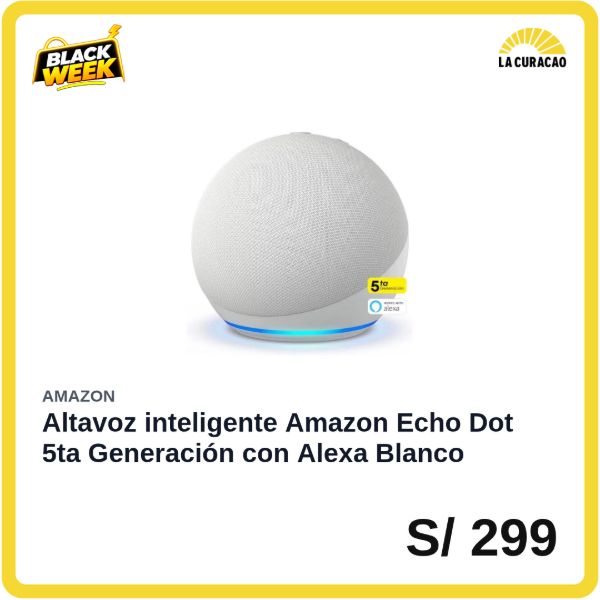 BLACK
WEEK
LA CURACAO
5ta
alexa
AMAZON
Altavoz inteligente Amazon Echo Dot
5ta Generación con Alexa Blanco
S/ 299